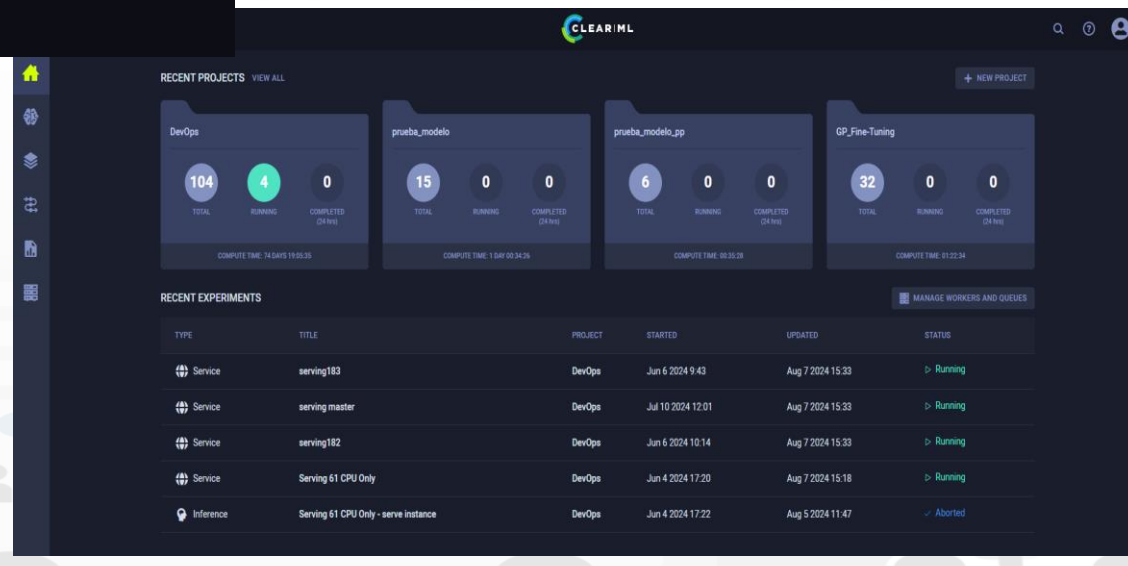 CLEAR|ML
RECENT PROJECTS VIEW ALL
+ NEW PROJECT
DevOps
104 4 0
TOTAL RUNNING COMPLETED
(24 hrs)
COMPUTE TIME: 74 DAYS 19:05:35
prueba_modelo
15 0 0
TOTAL RUNNING COMPLETED
(24 hrs)
COMPUTE TIME: 1 DAY 00:34:26
prueba_modelo_pp
6 0 0
TOTAL RUNNING COMPLETED
(24 hrs)
COMPUTE TIME: 00:35:28
GP_Fine-Tuning
32 0 0
TOTAL RUNNING COMPLETED
(24 hrs)
COMPUTE TIME: 01:22:34
RECENT EXPERIMENTS
MANAGE WORKERS AND QUEUES
TYPE TITLE PROJECT STARTED UPDATED STATUS
Service serving183 DevOps Jun 6 2024 9:43 Aug 7 2024 15:33 Running
Service serving master DevOps Jul 10 2024 12:01 Aug 7 2024 15:33 Running
Service serving182 DevOps Jun 6 2024 10:14 Aug 7 2024 15:33 Running
Service Serving 61 CPU Only DevOps Jun 4 2024 17:20 Aug 7 2024 15:18 Running
Inference Serving 61 CPU Only - serve instance DevOps Jun 4 2024 17:22 Aug 5 2024 11:47 Aborted